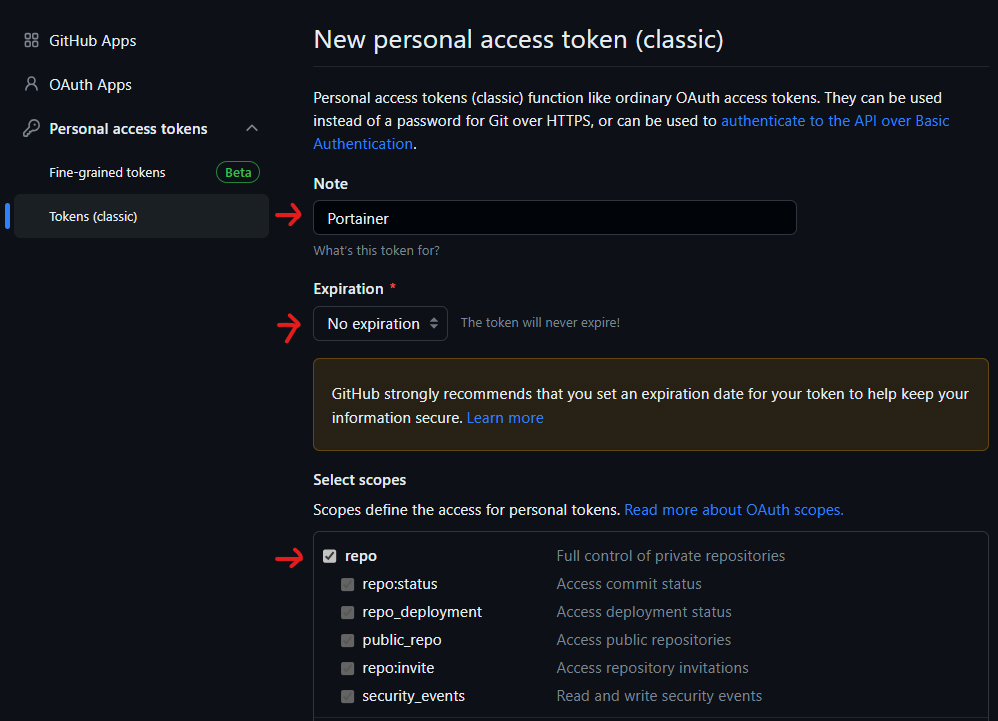 GitHub Apps
OAuth Apps
Personal access tokens
Fine-grained tokens Beta
Tokens (classic)
New personal access token (classic)
Personal access tokens (classic) function like ordinary OAuth access tokens. They can be used
instead of a password for Git over HTTPS, or can be used to authenticate to the API over Basic
Authentication.
Note
Portainer
What's this token for?
Expiration *
No expiration The token will never expire!
GitHub strongly recommends that you set an expiration date for your token to help keep your
information secure. Learn more
Select scopes
Scopes define the access for personal tokens. Read more about OAuth scopes.
repo Full control of private repositories
repo:status Access commit status
repo_deployment Access deployment status
public_repo Access public repositories
repo:invite Access repository invitations
security_events Read and write security events